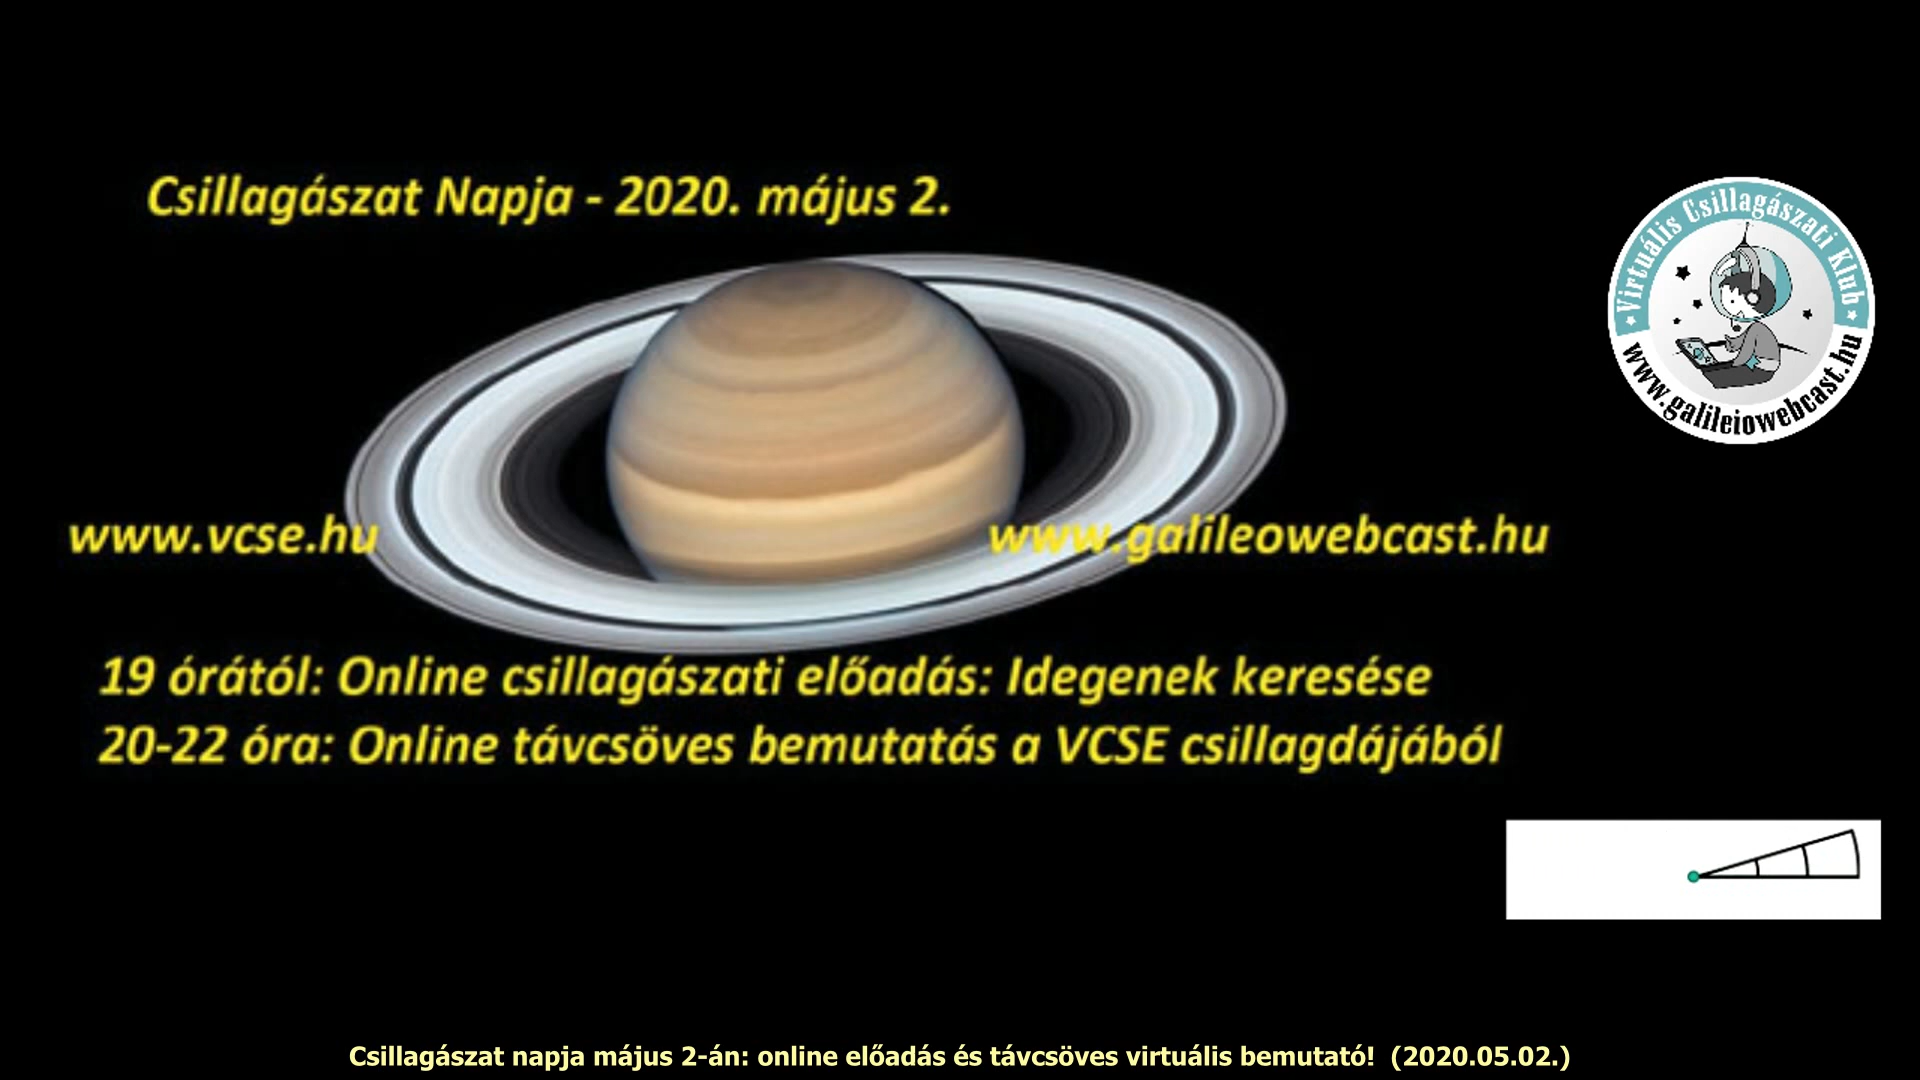 Csillagászat Napja - 2020. május 2.
Virtuális Csillagászati Klub
www.galileiowebcast.hu
www.vcse.hu
www.galileowebcast.hu
19 órától: Online csillagászati előadás: Idegenek keresése
20-22 óra: Online távcsöves bemutatás a VCSE csillagdájából
Csillagászat napja május 2-án: online előadás és távcsöves virtuális bemutató! (2020.05.02.)